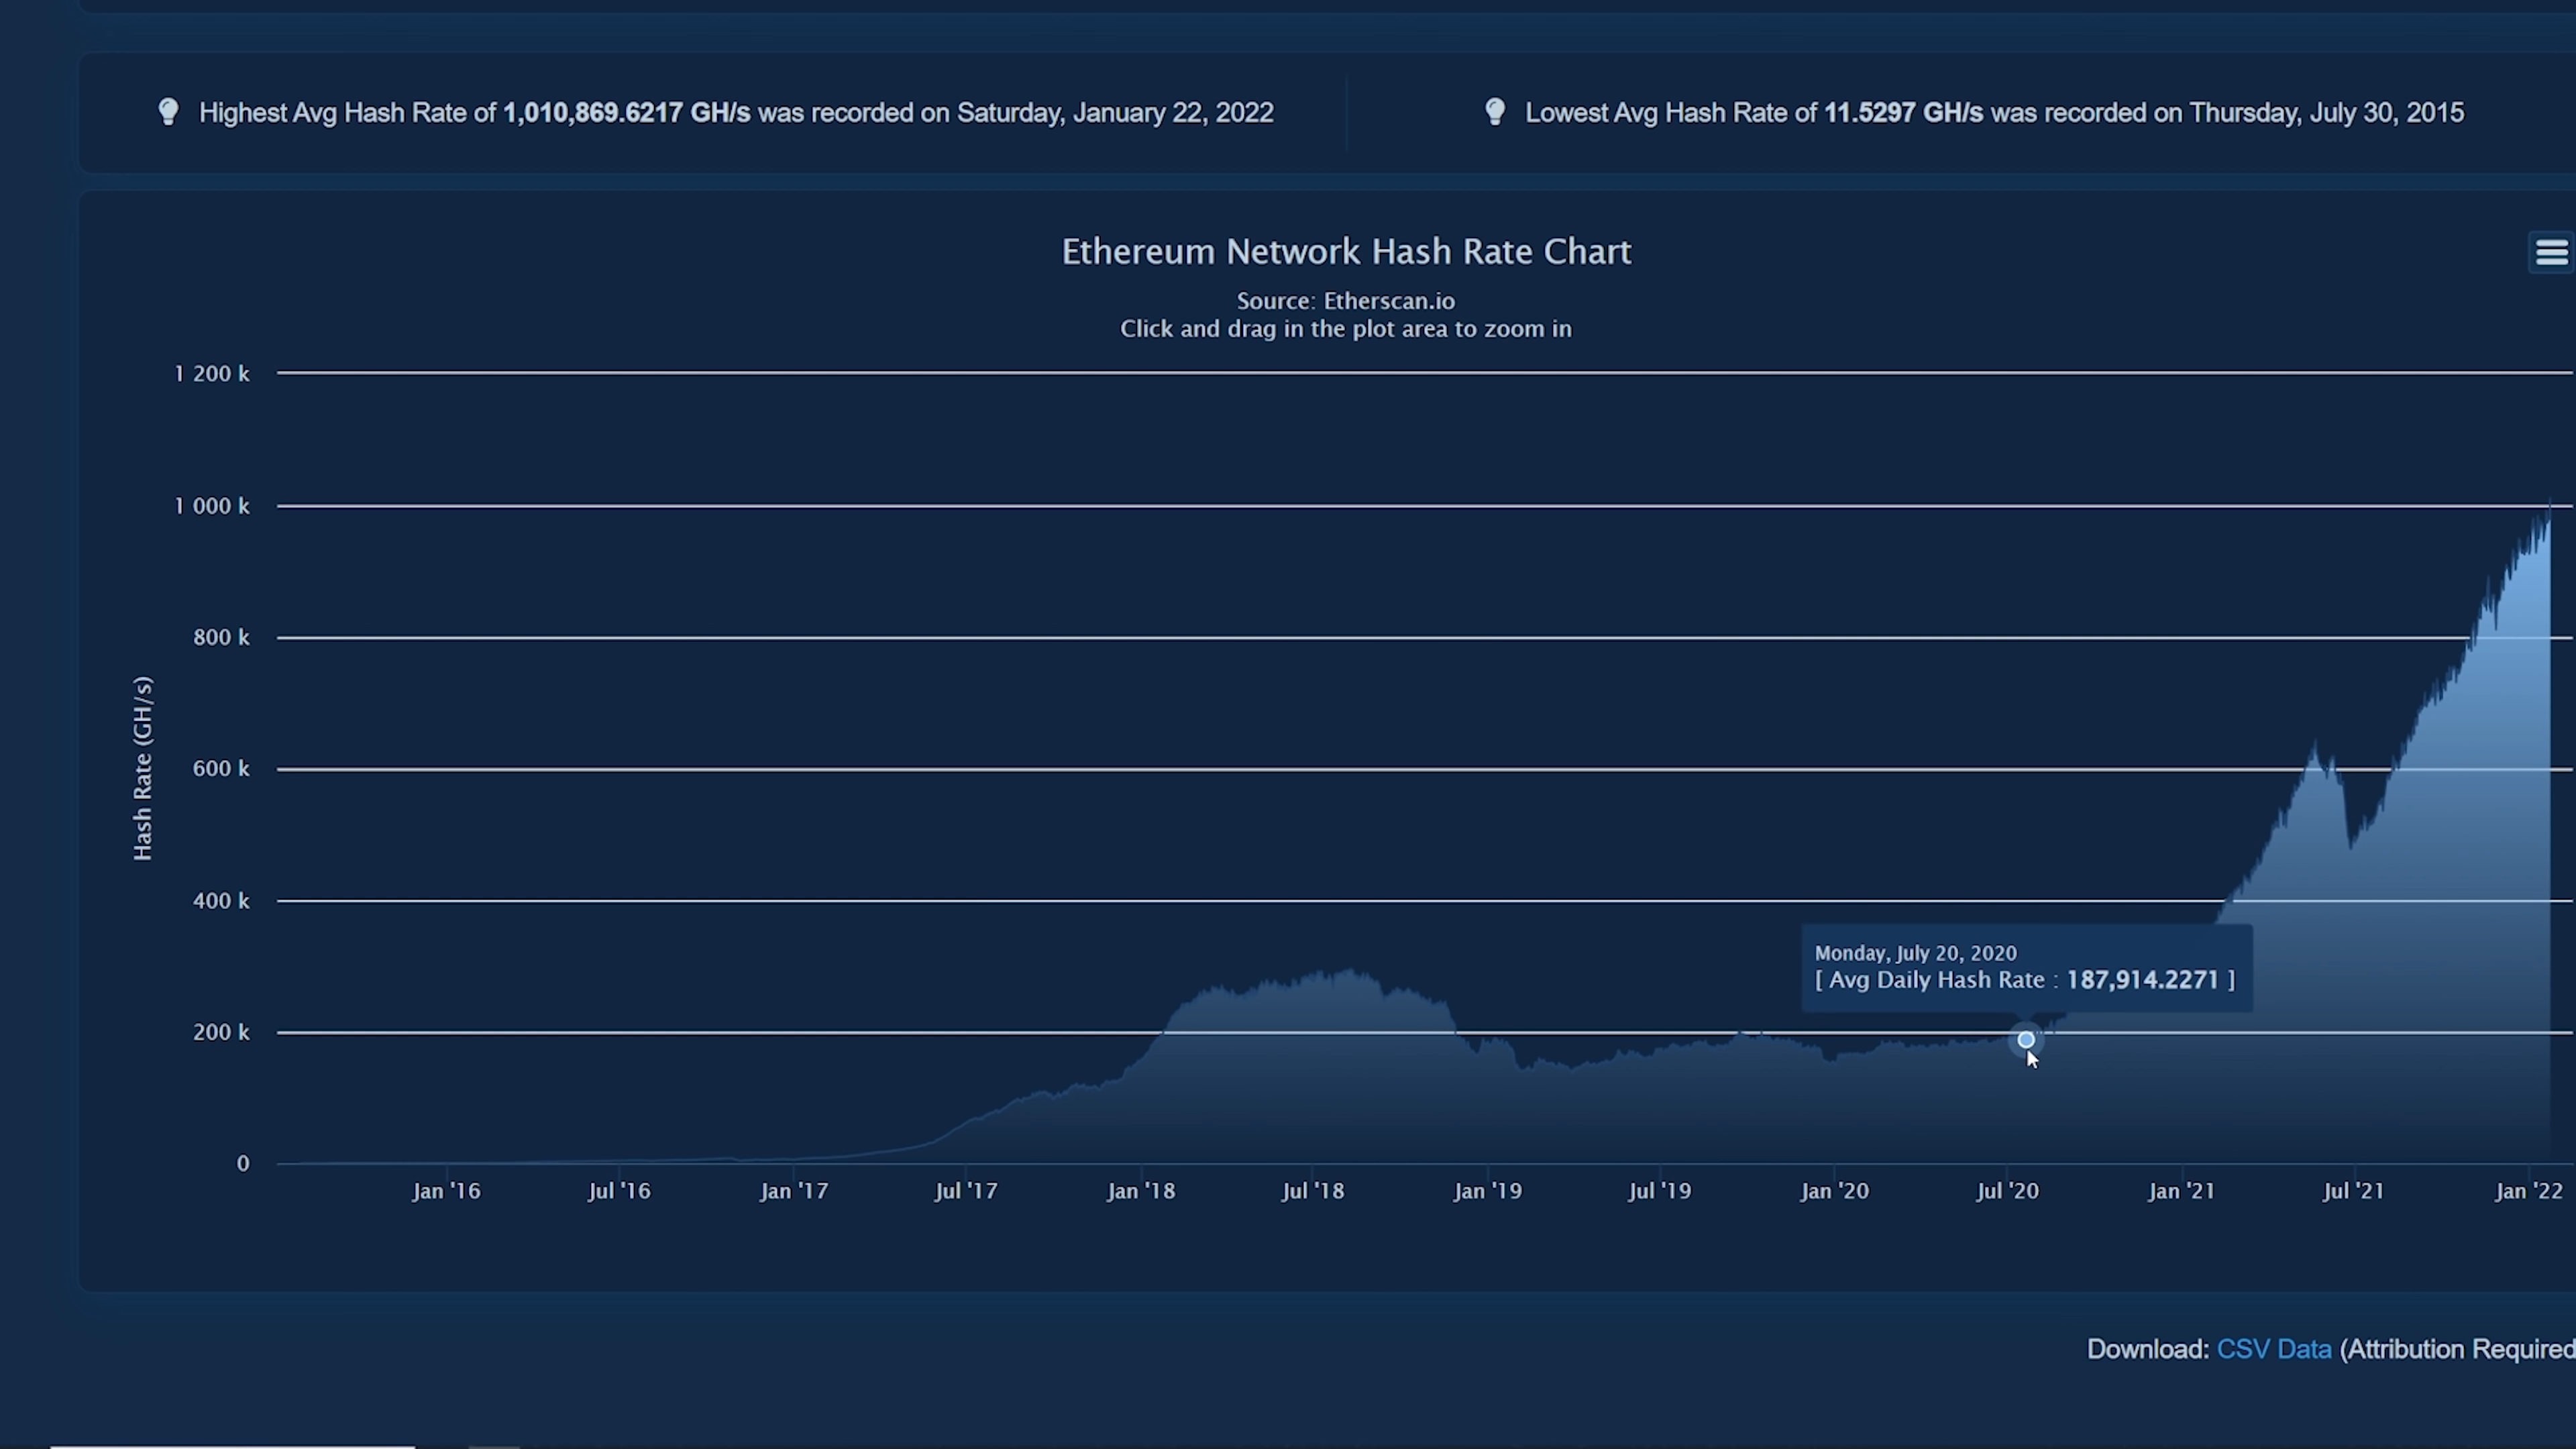 Highest Avg Hash Rate of 1,010,869.6217 GH/s was recorded on Saturday, January 22, 2022
Lowest Avg Hash Rate of 11.5297 GH/s was recorded on Thursday, July 30, 2015
Ethereum Network Hash Rate Chart
Source: Etherscan.io
Click and drag in the plot area to zoom in
Hash Rate (GH/s)
1 200 k
1 000 k
800 k
600 k
400 k
200 k
0
Monday, July 20, 2020
[ Avg Daily Hash Rate : 187,914.2271 ]
Jan '16 Jul '16 Jan '17 Jul '17 Jan '18 Jul '18 Jan '19 Jul '19 Jan '20 Jul '20 Jan '21 Jul '21 Jan '22
Download: CSV Data (Attribution Required